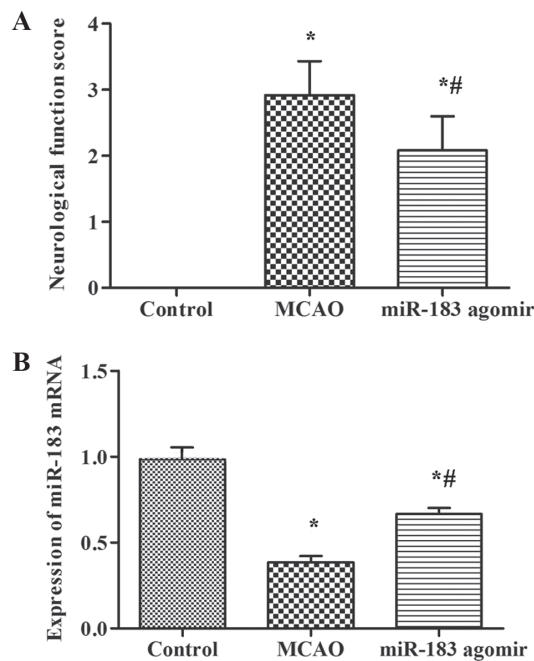 A
Neurological function score
4
3
2
1
0
*
*#
Control MCAO miR-183 agomir
B
Expression of miR-183 mRNA
1.5
1.0
0.5
0.0
*
*#
Control MCAO miR-183 agomir